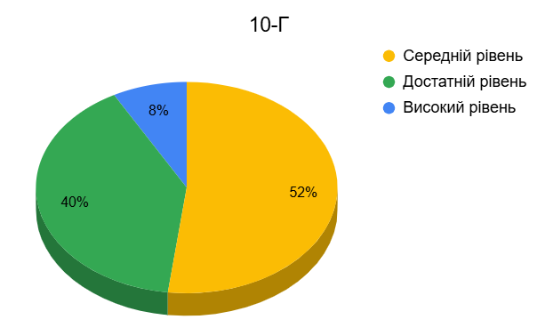 10-Г
Середній рівень
Достатній рівень
Високий рівень
8%
52%
40%